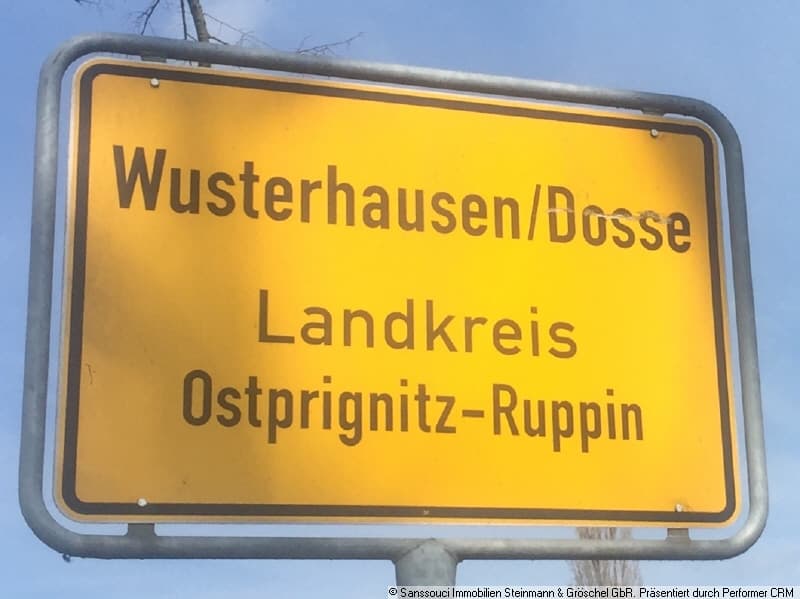 Wusterhausen/Dosse
Landkreis
Ostprignitz-Ruppin
© Sanssouci Immobilien Steinmann & Gröschel GbR. Präsentiert durch Performer CRM